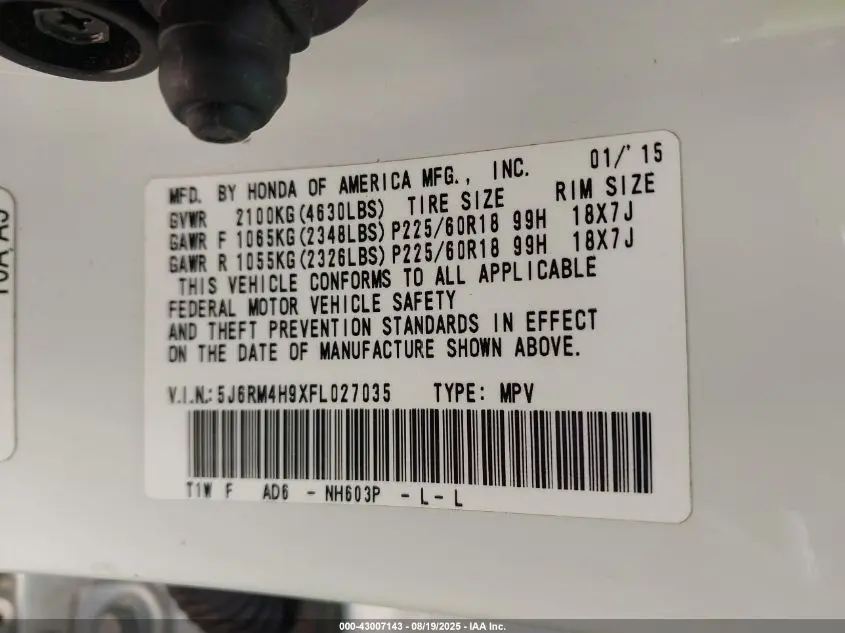 MFD. BY HONDA OF AMERICA MFG., INC. 01/'15
GVWR 2100KG(4630LBS) TIRE SIZE RIM SIZE
GAWR F 1065KG(2348LBS) P225/60R18 99H 18X7J
GAWR R 1055KG(2326LBS) P225/60R18 99H 18X7J
THIS VEHICLE CONFORMS TO ALL APPLICABLE
FEDERAL MOTOR VEHICLE SAFETY
AND THEFT PREVENTION STANDARDS IN EFFECT
ON THE DATE OF MANUFACTURE SHOWN ABOVE.
V.I.N.: 5J6RM4H9XFL027035 TYPE: MPV
T1W F AD6 - NH603P - L - L
000-43007143 - 08/19/2025 - IAA Inc.